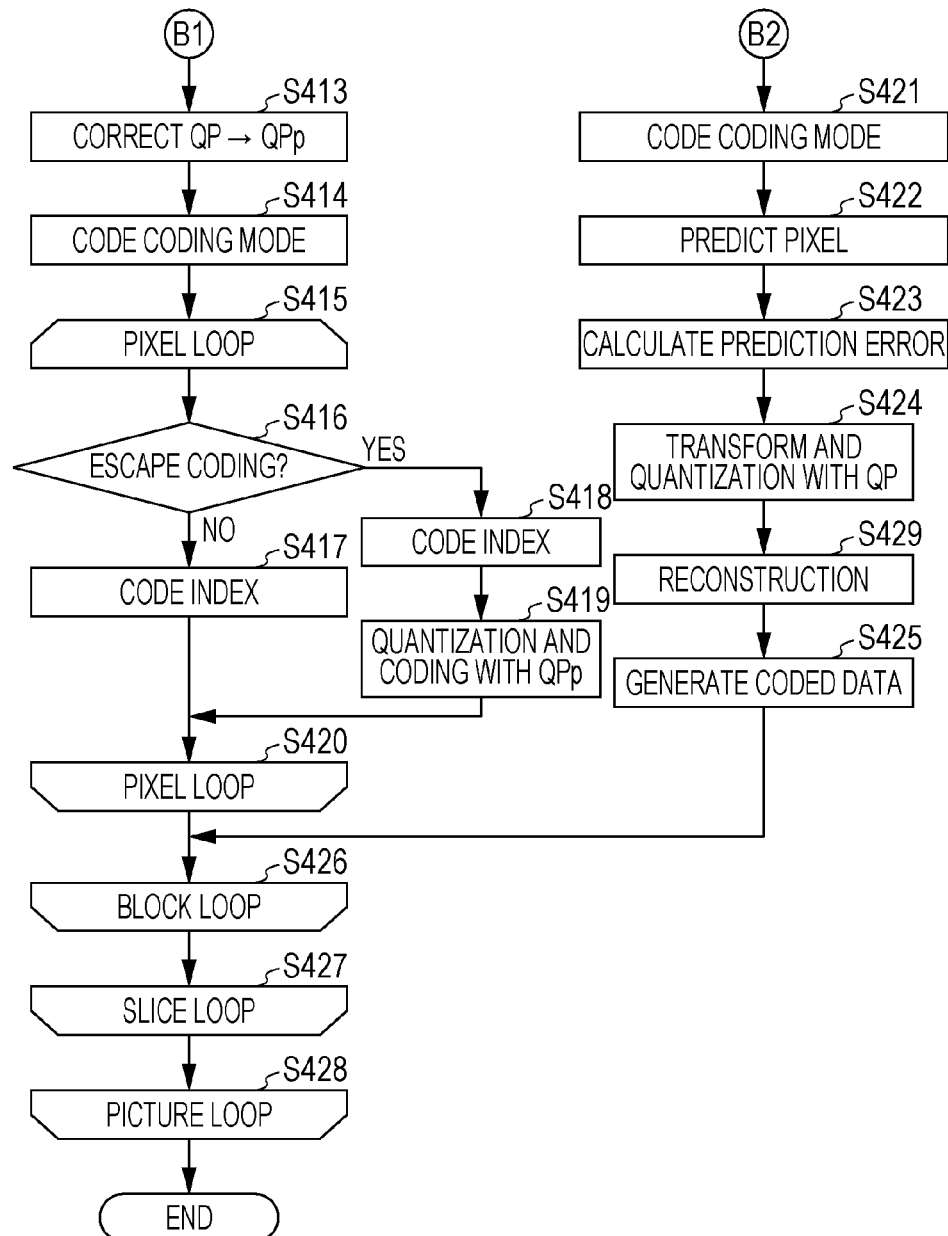 B1
S413
CORRECT QP → QPp
S414
CODE CODING MODE
S415
PIXEL LOOP
S416
ESCAPE CODING?
YES
NO
S417
CODE INDEX
S418
CODE INDEX
S419
QUANTIZATION AND
CODING WITH QPp
S420
PIXEL LOOP
B2
S421
CODE CODING MODE
S422
PREDICT PIXEL
S423
CALCULATE PREDICTION ERROR
S424
TRANSFORM AND
QUANTIZATION WITH QP
S429
RECONSTRUCTION
S425
GENERATE CODED DATA
S426
BLOCK LOOP
S427
SLICE LOOP
S428
PICTURE LOOP
END